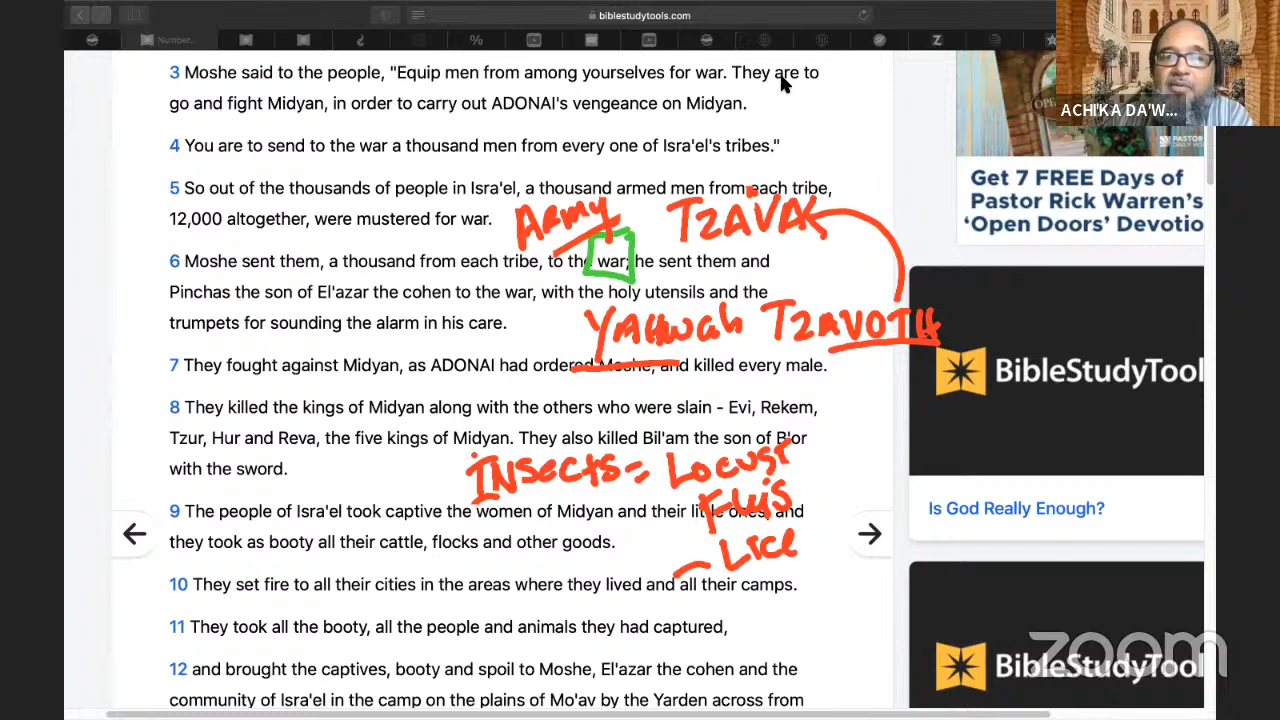 biblestudytools.com
Number...
ACHI'KA DA'W...
3 Moshe said to the people, "Equip men from among yourselves for war. They are to
go and fight Midyan, in order to carry out ADONAI's vengeance on Midyan.
4 You are to send to the war a thousand men from every one of Isra'el's tribes."
5 So out of the thousands of people in Isra'el, a thousand armed men from each tribe,
12,000 altogether, were mustered for war.
ARMY TZAVA
6 Moshe sent them, a thousand from each tribe, to the war; he sent them and
Pinchas the son of El'azar the cohen to the war, with the holy utensils and the
trumpets for sounding the alarm in his care.
YAHWah TZAVOTH
7 They fought against Midyan, as ADONAI had ordered Moshe, and killed every male.
8 They killed the kings of Midyan along with the others who were slain - Evi, Rekem,
Tzur, Hur and Reva, the five kings of Midyan. They also killed Bil'am the son of B'or
with the sword.
INsects = Locust
Flys
- Lice
9 The people of Isra'el took captive the women of Midyan and their little ones, and
they took as booty all their cattle, flocks and other goods.
10 They set fire to all their cities in the areas where they lived and all their camps.
11 They took all the booty, all the people and animals they had captured,
12 and brought the captives, booty and spoil to Moshe, El'azar the cohen and the
community of Isra'el in the camp on the plains of Mo'av by the Yarden across from
PASTOR
Get 7 FREE Days of
Pastor Rick Warren's
'Open Doors' Devotio
BibleStudyTool
Is God Really Enough?
BibleStudyTool
zoom